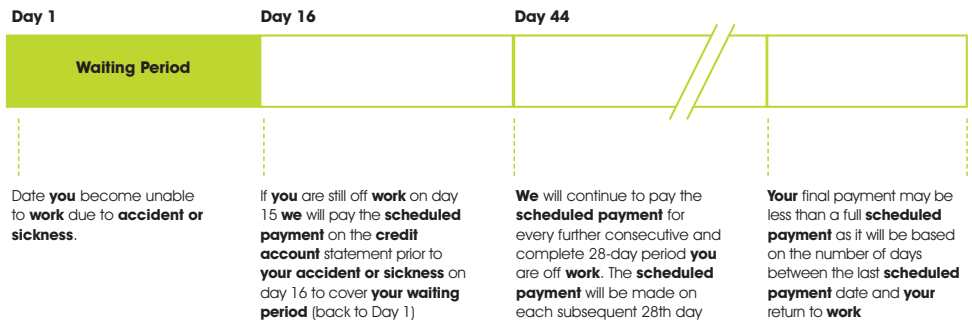 Day 1
Day 16
Day 44
Waiting Period
Date you become unable
to work due to accident or
sickness.
If you are still off work on day
15 we will pay the scheduled
payment on the credit
account statement prior to
your accident or sickness on
day 16 to cover your waiting
period (back to Day 1)
We will continue to pay the
scheduled payment for
every further consecutive and
complete 28-day period you
are off work. The scheduled
payment will be made on
each subsequent 28th day
Your final payment may be
less than a full scheduled
payment as it will be based
on the number of days
between the last scheduled
payment date and your
return to work